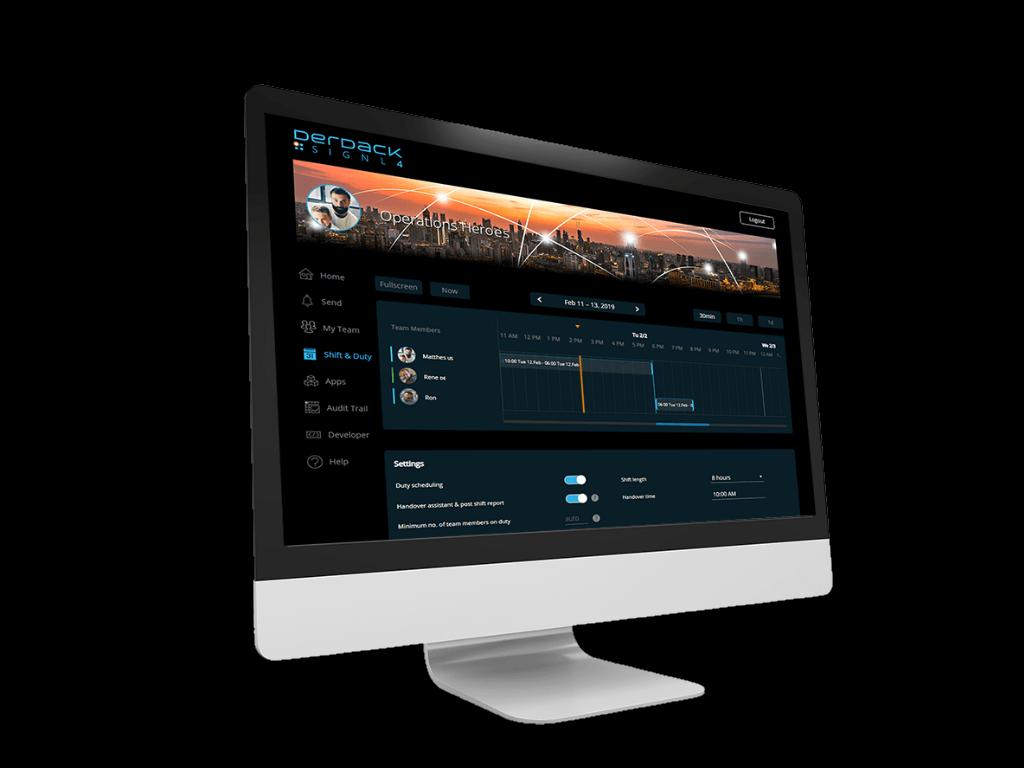 Derdack
SIGNL4
Logout
Operations Heroes
Home
Send
My Team
Shift & Duty
Apps
Audit Trail
Developer
Help
Fullscreen
Now
Feb 11 – 13, 2019
30min
1h
1d
Team Members
Tu 2/2
We 2/3
11 AM 12 PM 1 PM 2 PM 3 PM 4 PM 5 PM 6 PM 7 PM 8 PM 9 PM 10 PM 11 PM 12 AM 1
Matthes us
Rene oe
Ron
10:00 Tue 12.Feb - 06:00 Tue 12.Feb
06:00 Tue 12.Feb -
Settings
Duty scheduling
Shift length
8 hours
Handover assistant & post shift report
?
Handover time
10:00 AM
Minimum no. of team members on duty
auto
?